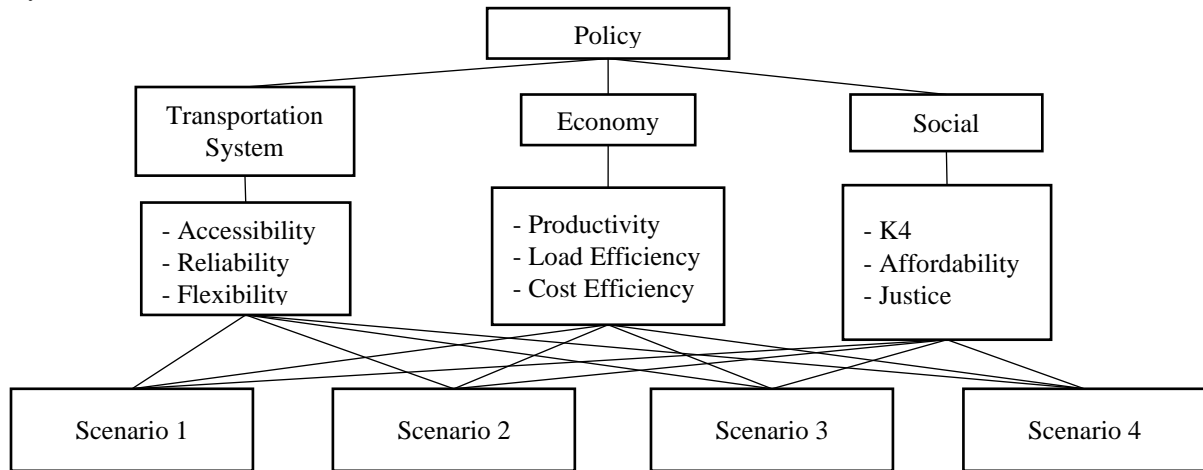 Policy
Transportation
System
Economy
Social
- Accessibility
- Reliability
- Flexibility
- Productivity
- Load Efficiency
- Cost Efficiency
- K4
- Affordability
- Justice
Scenario 1
Scenario 2
Scenario 3
Scenario 4